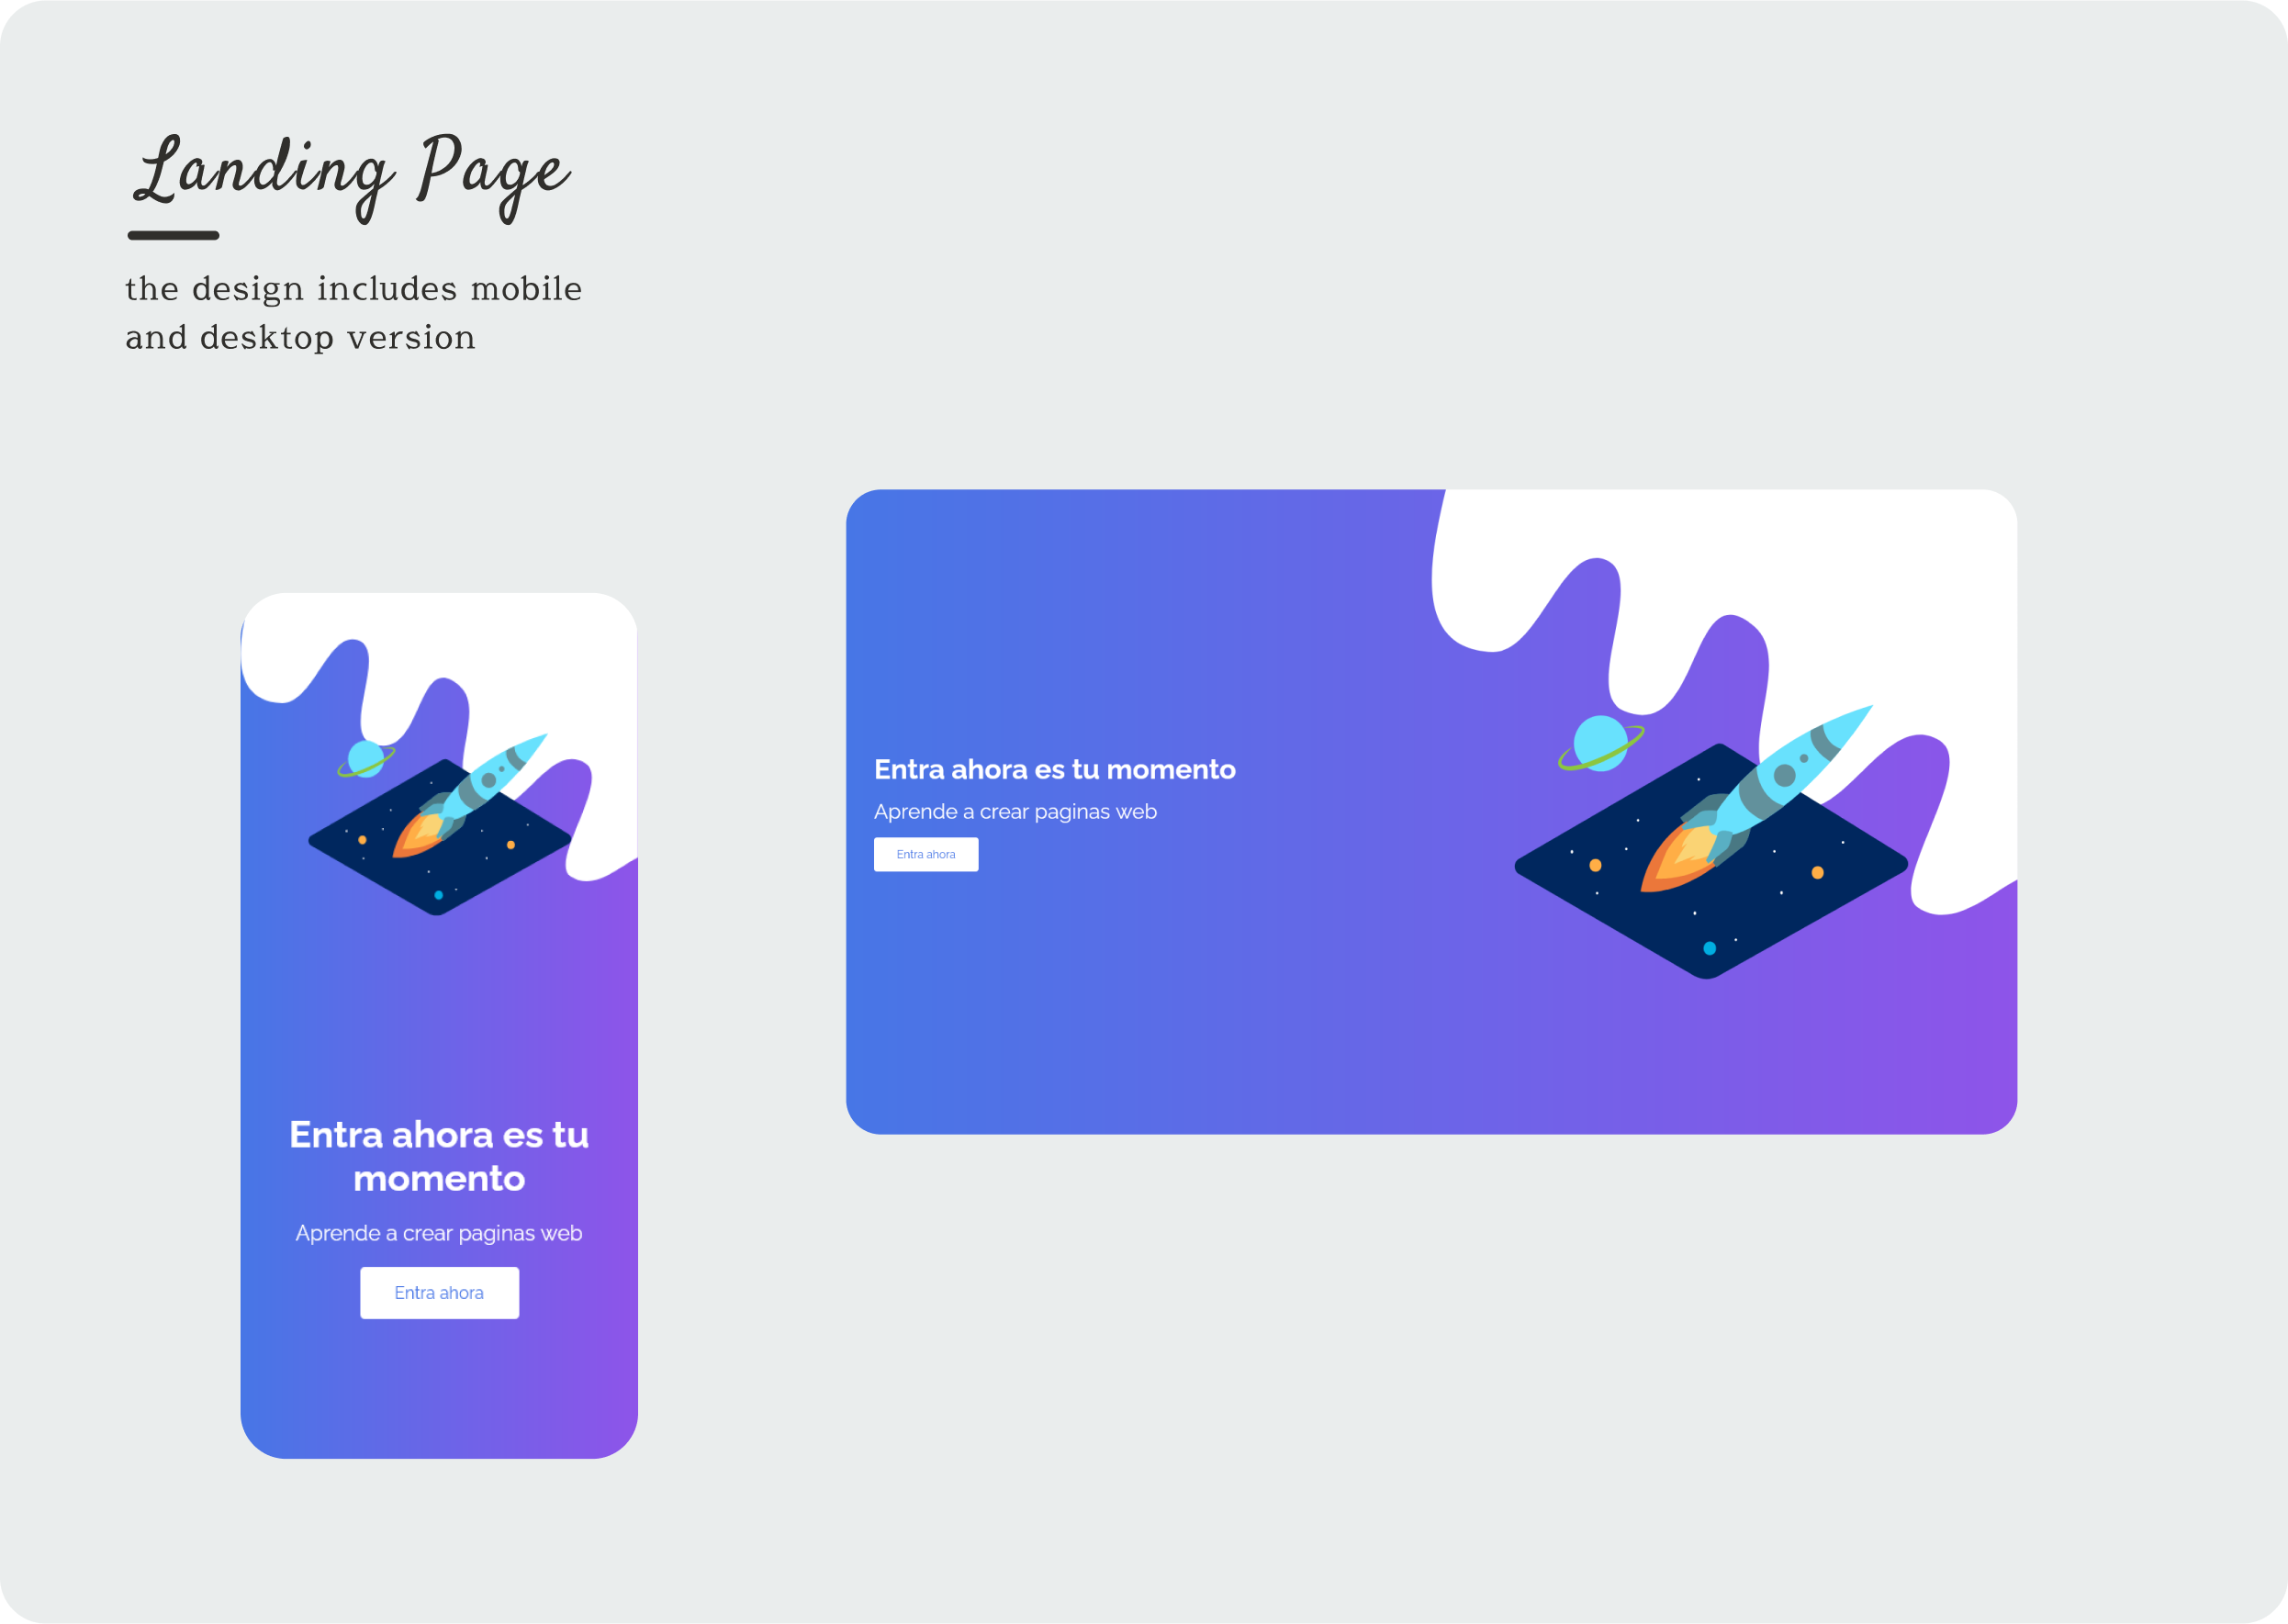 Landing Page
the design includes mobile
and desktop version
Entra ahora es tu momento
Aprende a crear paginas web
Entra ahora
Entra ahora es tu
momento
Aprende a crear paginas web
Entra ahora